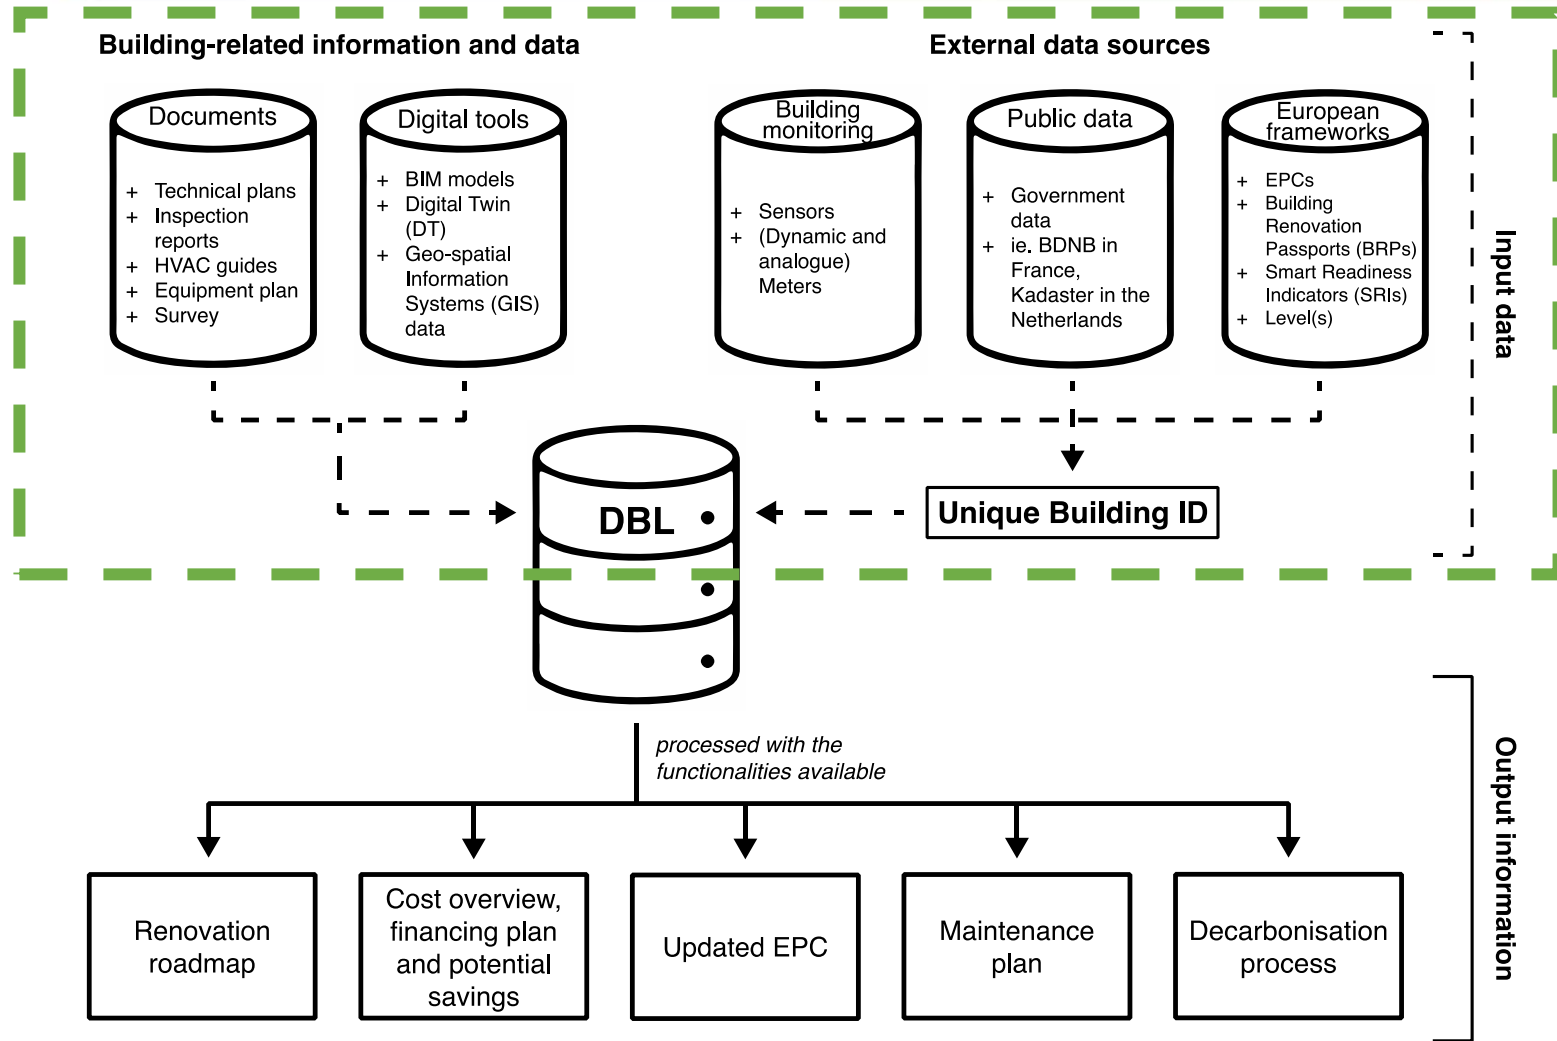 Building-related information and data
External data sources
Documents
+ Technical plans
+ Inspection
reports
+ HVAC guides
+ Equipment plan
+ Survey
Digital tools
+ BIM models
+ Digital Twin
(DT)
+ Geo-spatial
Information
Systems (GIS)
data
Building
monitoring
+ Sensors
+ (Dynamic and
analogue)
Meters
Public data
+ Government
data
+ ie. BDNB in
France,
Kadaster in the
Netherlands
European
frameworks
+ EPCs
+ Building
Renovation
Passports (BRPs)
+ Smart Readiness
Indicators (SRIs)
+ Level(s)
Input data
DBL
Unique Building ID
processed with the
functionalities available
Output information
Renovation
roadmap
Cost overview,
financing plan
and potential
savings
Updated EPC
Maintenance
plan
Decarbonisation
process